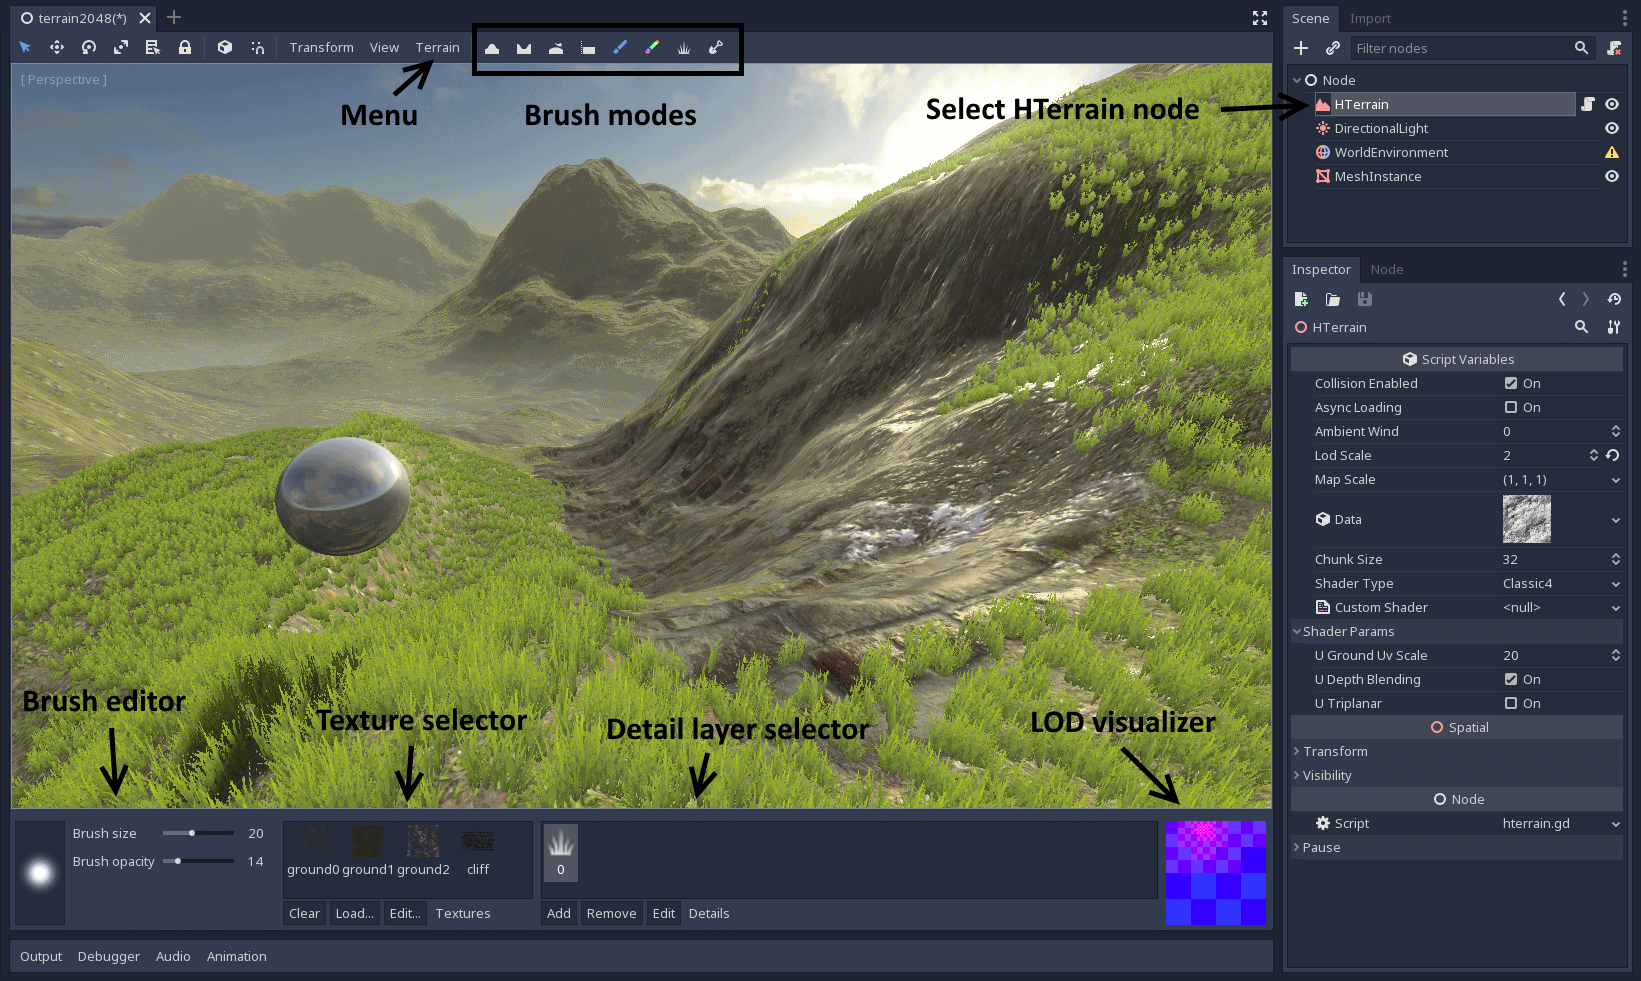 terrain2048(*)
Transform View Terrain
[ Perspective ]
Menu
Brush modes
Select HTerrain node
Brush editor
Texture selector
Detail layer selector
LOD visualizer
Brush size 20
Brush opacity 14
ground0 ground1 ground2 cliff
Clear Load... Edit... Textures
0
Add Remove Edit Details
Output Debugger Audio Animation
Scene Import
Filter nodes
Node
HTerrain
DirectionalLight
WorldEnvironment
MeshInstance
Inspector Node
HTerrain
Script Variables
Collision Enabled On
Async Loading On
Ambient Wind 0
Lod Scale 2
Map Scale (1, 1, 1)
Data
Chunk Size 32
Shader Type Classic4
Custom Shader <null>
Shader Params
U Ground Uv Scale 20
U Depth Blending On
U Triplanar On
Spatial
Transform
Visibility
Node
Script hterrain.gd
Pause